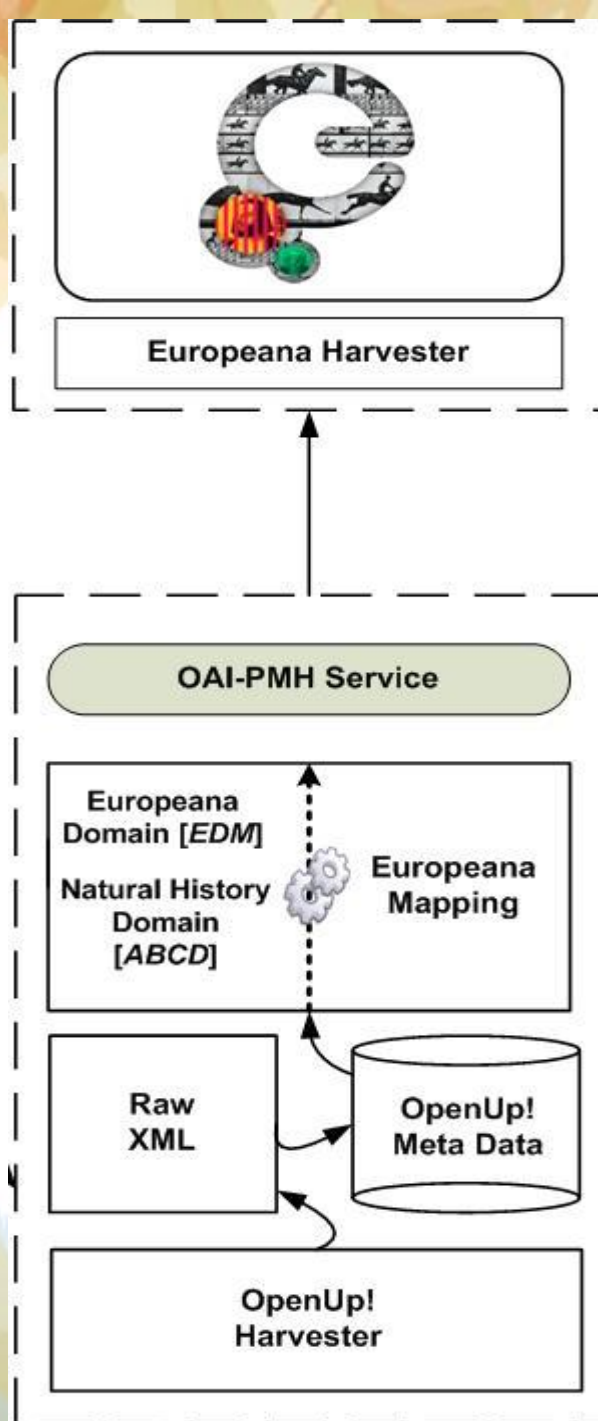 Europeana Harvester
OAI-PMH Service
Europeana
Domain [EDM]
Natural History
Domain
[ABCD]
Europeana
Mapping
Raw
XML
OpenUp!
Meta Data
OpenUp!
Harvester